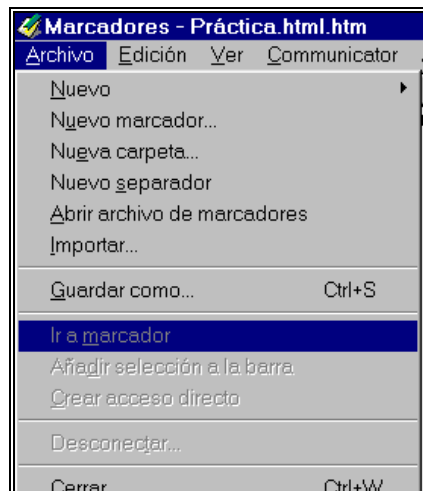 Marcadores - Práctica.html.htm
Archivo Edición Ver Communicator
Nuevo
Nuevo marcador...
Nueva carpeta...
Nuevo separador
Abrir archivo de marcadores
Importar...
Guardar como... Ctrl+S
Ir a marcador
Añadir selección a la barra
Crear acceso directo
Desconectar...
Cerrar Ctrl+W